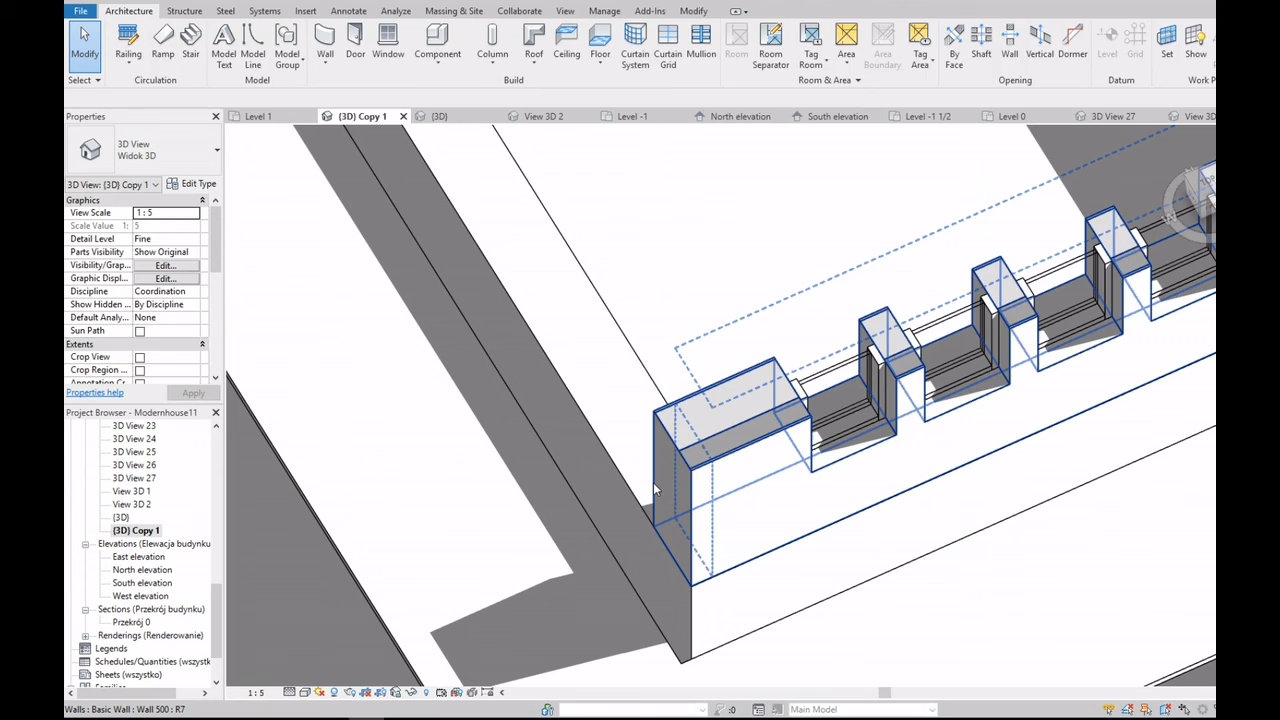 File Architecture Structure Steel Systems Insert Annotate Analyze Massing & Site Collaborate View Manage Add-Ins Modify
Modify Railing Ramp Stair Model Text Model Line Model Group Wall Door Window Component Column Roof Ceiling Floor Curtain System Curtain Grid Mullion Room Room Separator Tag Room Area Area Boundary Tag Area By Face Shaft Wall Vertical Dormer Level Grid Set Show
Select Circulation Model Build Room & Area Opening Datum Work P
Properties Level 1 {3D} Copy 1 {3D} View 3D 2 Level -1 North elevation South elevation Level -1 1/2 Level 0 3D View 27 View 3D
3D View
Widok 3D
3D View: {3D} Copy 1 Edit Type
Graphics
View Scale 1 : 5
Scale Value 1: 5
Detail Level Fine
Parts Visibility Show Original
Visibility/Grap... Edit...
Graphic Displ... Edit...
Discipline Coordination
Show Hidden ... By Discipline
Default Analy... None
Sun Path
Extents
Crop View
Crop Region ...
Annotation Cr
Properties help Apply
Project Browser - Modernhouse11
3D View 23
3D View 24
3D View 25
3D View 26
3D View 27
View 3D 1
View 3D 2
{3D}
{3D} Copy 1
Elevations (Elewacja budynku
East elevation
North elevation
South elevation
West elevation
Sections (Przekrój budynku)
Przekrój 0
Renderings (Renderowanie)
Legends
Schedules/Quantities (wszystk
Sheets (wszystko)
1 : 5
Walls : Basic Wall : Wall 500 : R7 :0 Main Model